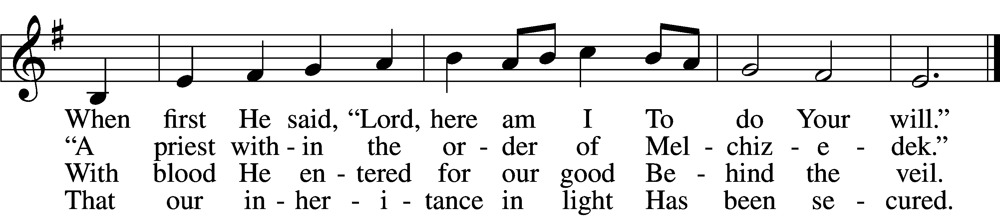 When first He said, “Lord, here am I To do Your will.”
“A priest with - in the or - der of Mel - chiz - e - dek.”
With blood He en - tered for our good Be - hind the veil.
That our in - her - i - tance in light Has been se - cured.